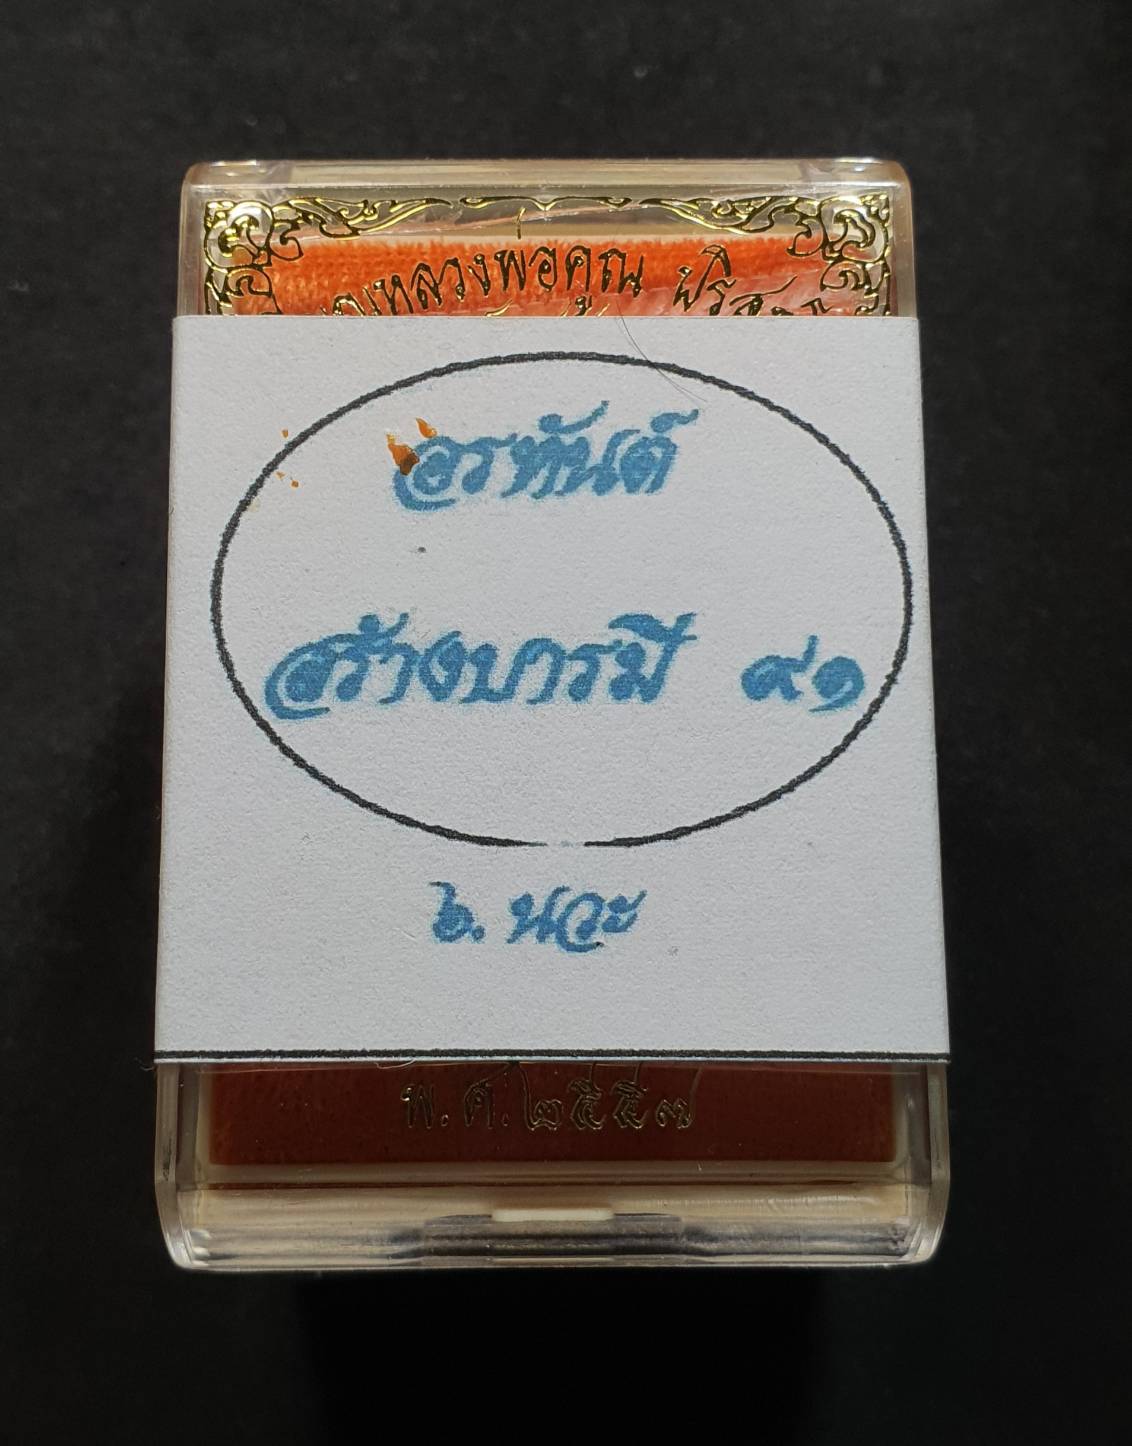 หลวงพ่อคูณ ปริสุทฺโธ
อรหันต์
สร้างบารมี ๙๑
๖. นวะ
พ.ศ. ๒๕๕๗